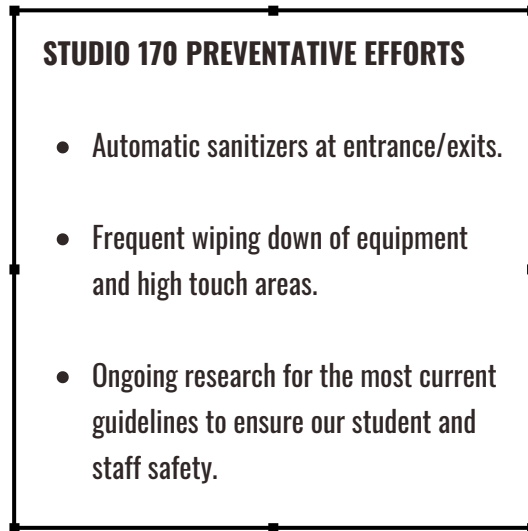 STUDIO 170 PREVENTATIVE EFFORTS
• Automatic sanitizers at entrance/exits.
• Frequent wiping down of equipment
and high touch areas.
• Ongoing research for the most current
guidelines to ensure our student and
staff safety.